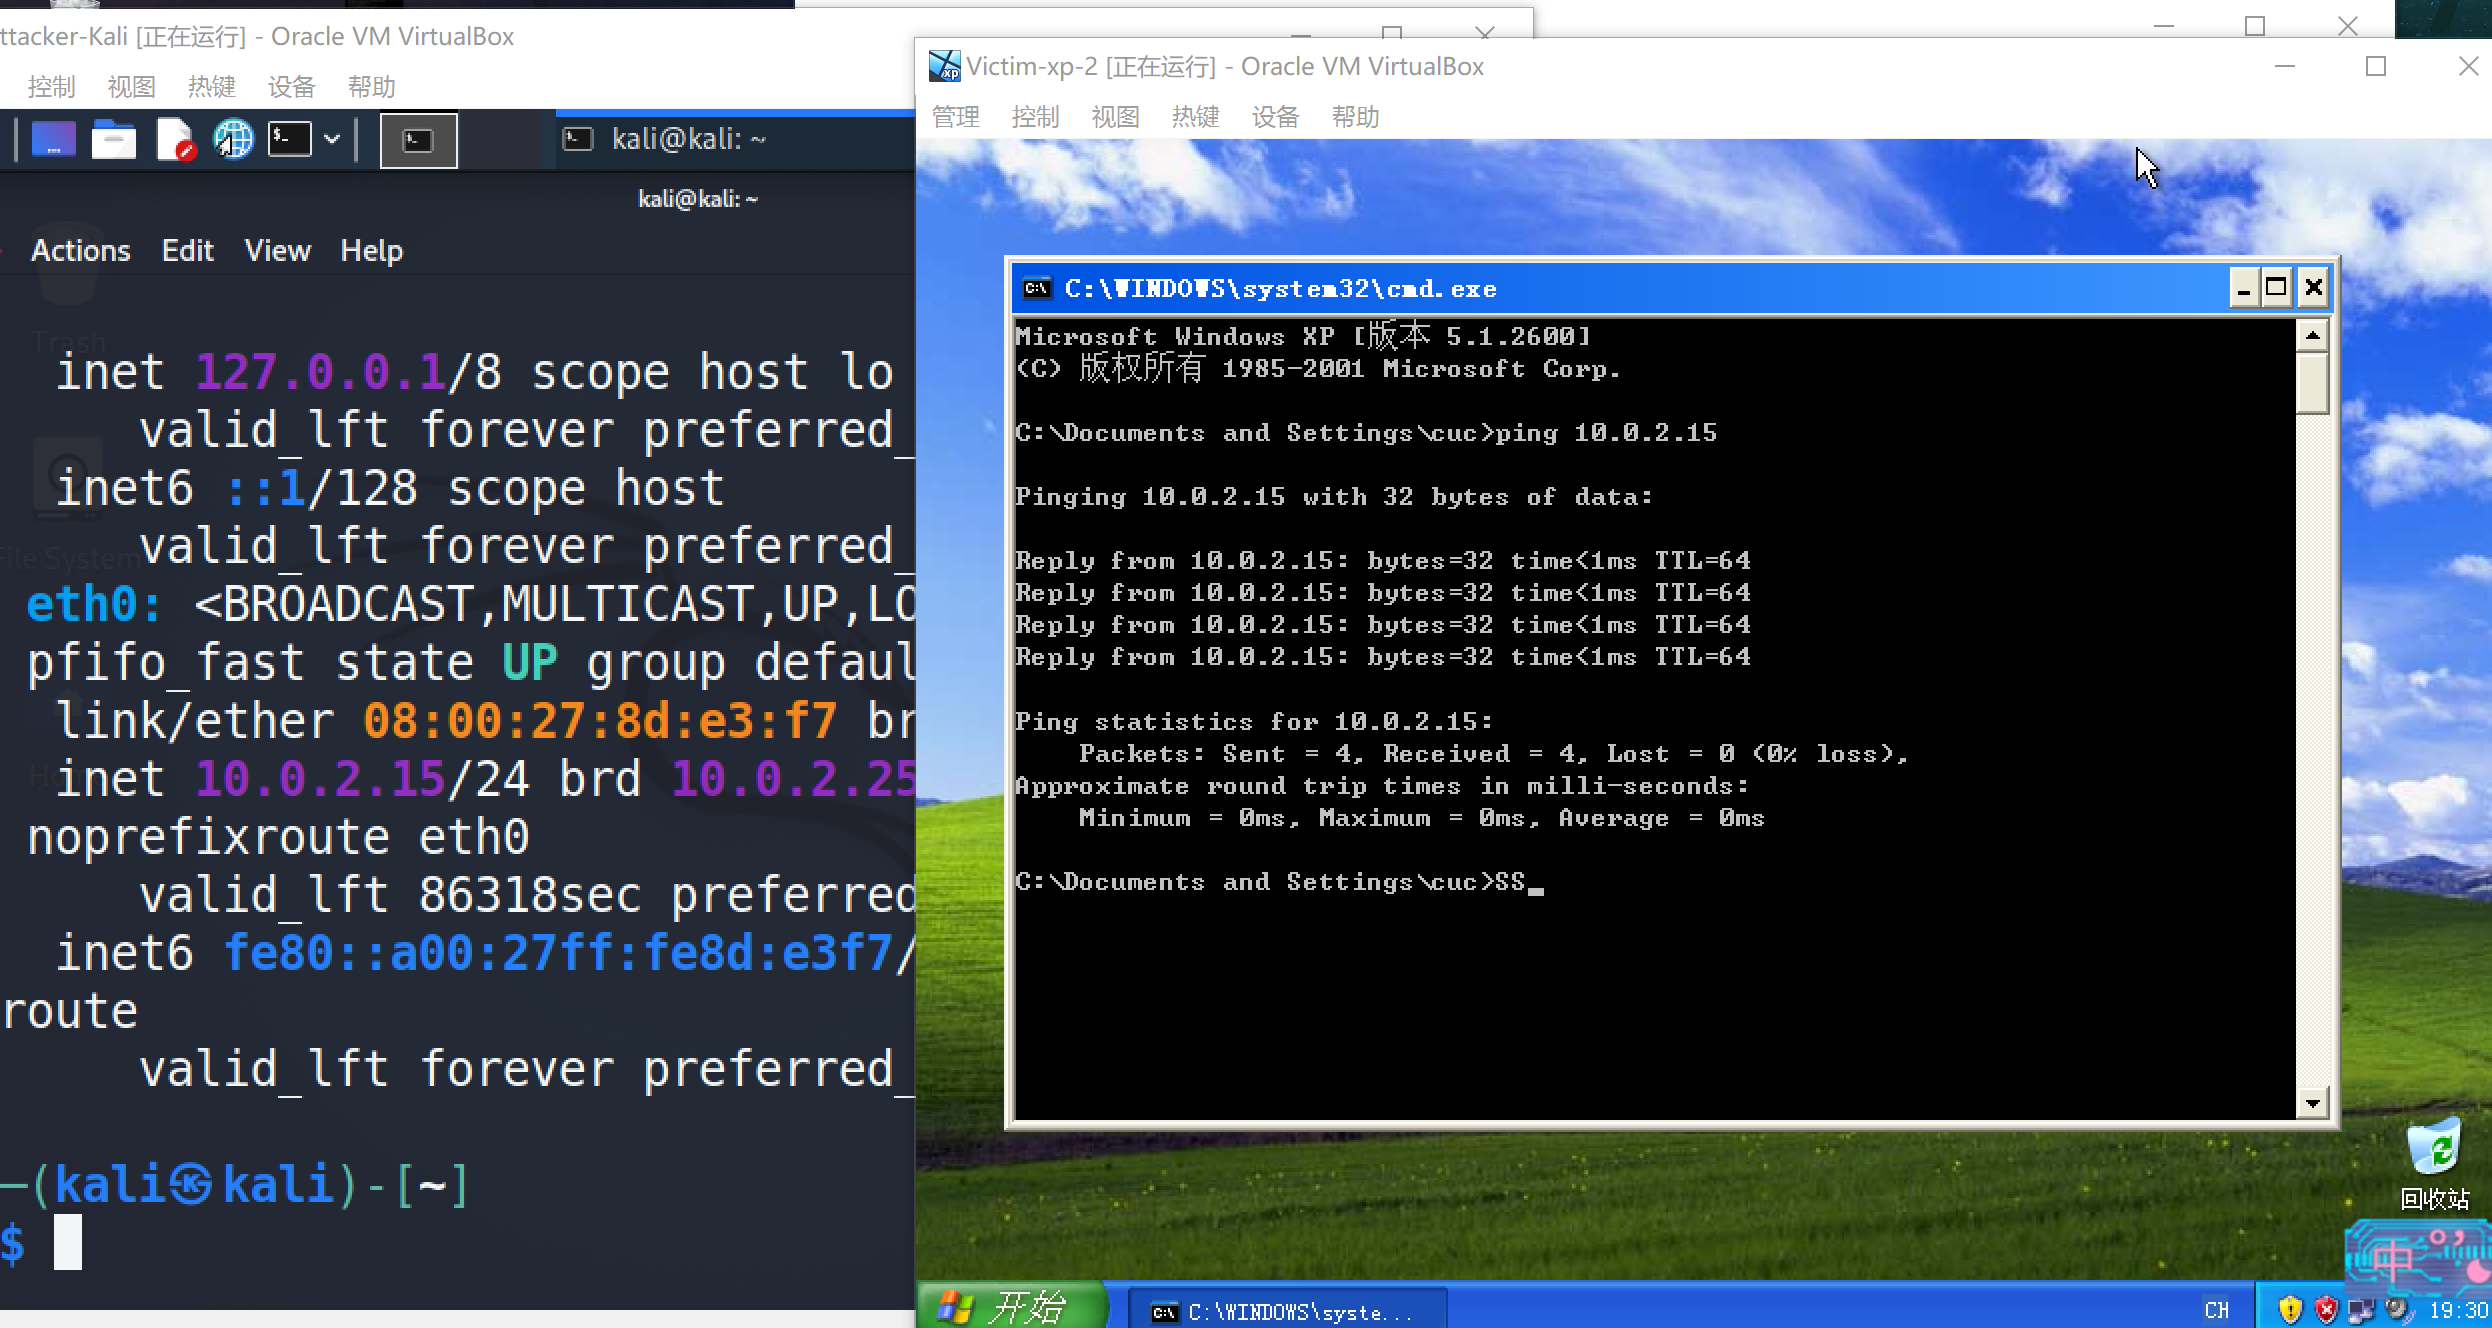 ttacker-Kali [正在运行] - Oracle VM VirtualBox
控制 视图 热键 设备 帮助
kali@kali: ~
kali@kali: ~
Actions Edit View Help
Trash
inet 127.0.0.1/8 scope host lo
valid_lft forever preferred_
inet6 ::1/128 scope host
valid_lft forever preferred_
File System
eth0: <BROADCAST,MULTICAST,UP,LO
pfifo_fast state UP group defaul
link/ether 08:00:27:8d:e3:f7 br
inet 10.0.2.15/24 brd 10.0.2.25
noprefixroute eth0
valid_lft 86318sec preferred
inet6 fe80::a00:27ff:fe8d:e3f7/
route
valid_lft forever preferred_
(kali㉿kali)-[~]
$
Victim-xp-2 [正在运行] - Oracle VM VirtualBox
管理 控制 视图 热键 设备 帮助
C:\WINDOWS\system32\cmd.exe
Microsoft Windows XP [版本 5.1.2600]
(C) 版权所有 1985-2001 Microsoft Corp.
C:\Documents and Settings\cuc>ping 10.0.2.15
Pinging 10.0.2.15 with 32 bytes of data:
Reply from 10.0.2.15: bytes=32 time<1ms TTL=64
Reply from 10.0.2.15: bytes=32 time<1ms TTL=64
Reply from 10.0.2.15: bytes=32 time<1ms TTL=64
Reply from 10.0.2.15: bytes=32 time<1ms TTL=64
Ping statistics for 10.0.2.15:
Packets: Sent = 4, Received = 4, Lost = 0 (0% loss),
Approximate round trip times in milli-seconds:
Minimum = 0ms, Maximum = 0ms, Average = 0ms
C:\Documents and Settings\cuc>SS_
回收站
中
开始
C:\WINDOWS\syste...
CH
19:30